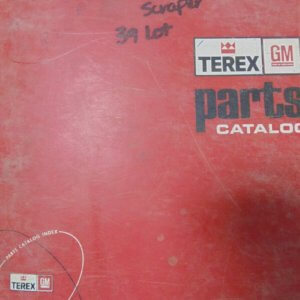 Scraper
39 Lot
TEREX GM
parts
CATALOG
PARTS CATALOG INDEX
TEREX GM